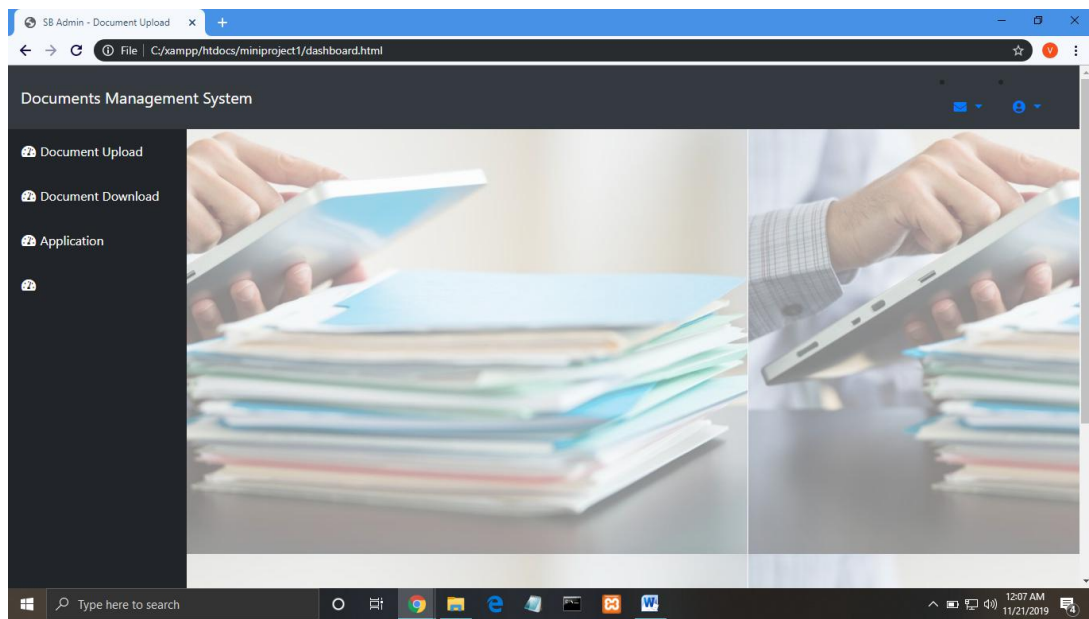 SB Admin - Document Upload
File | C:/xampp/htdocs/miniproject1/dashboard.html
V
Documents Management System
Document Upload
Document Download
Application
Type here to search
12:07 AM
11/21/2019
4